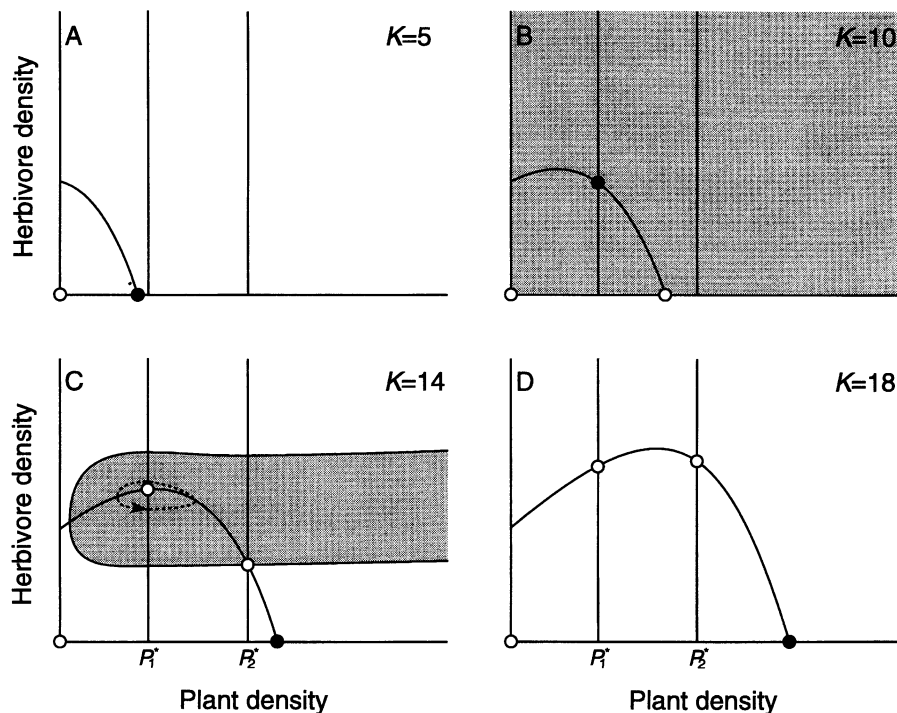 A
K=5
B
K=10
Herbivore density
C
K=14
D
K=18
Herbivore density
P₁*
P₂*
P₁*
P₂*
Plant density
Plant density